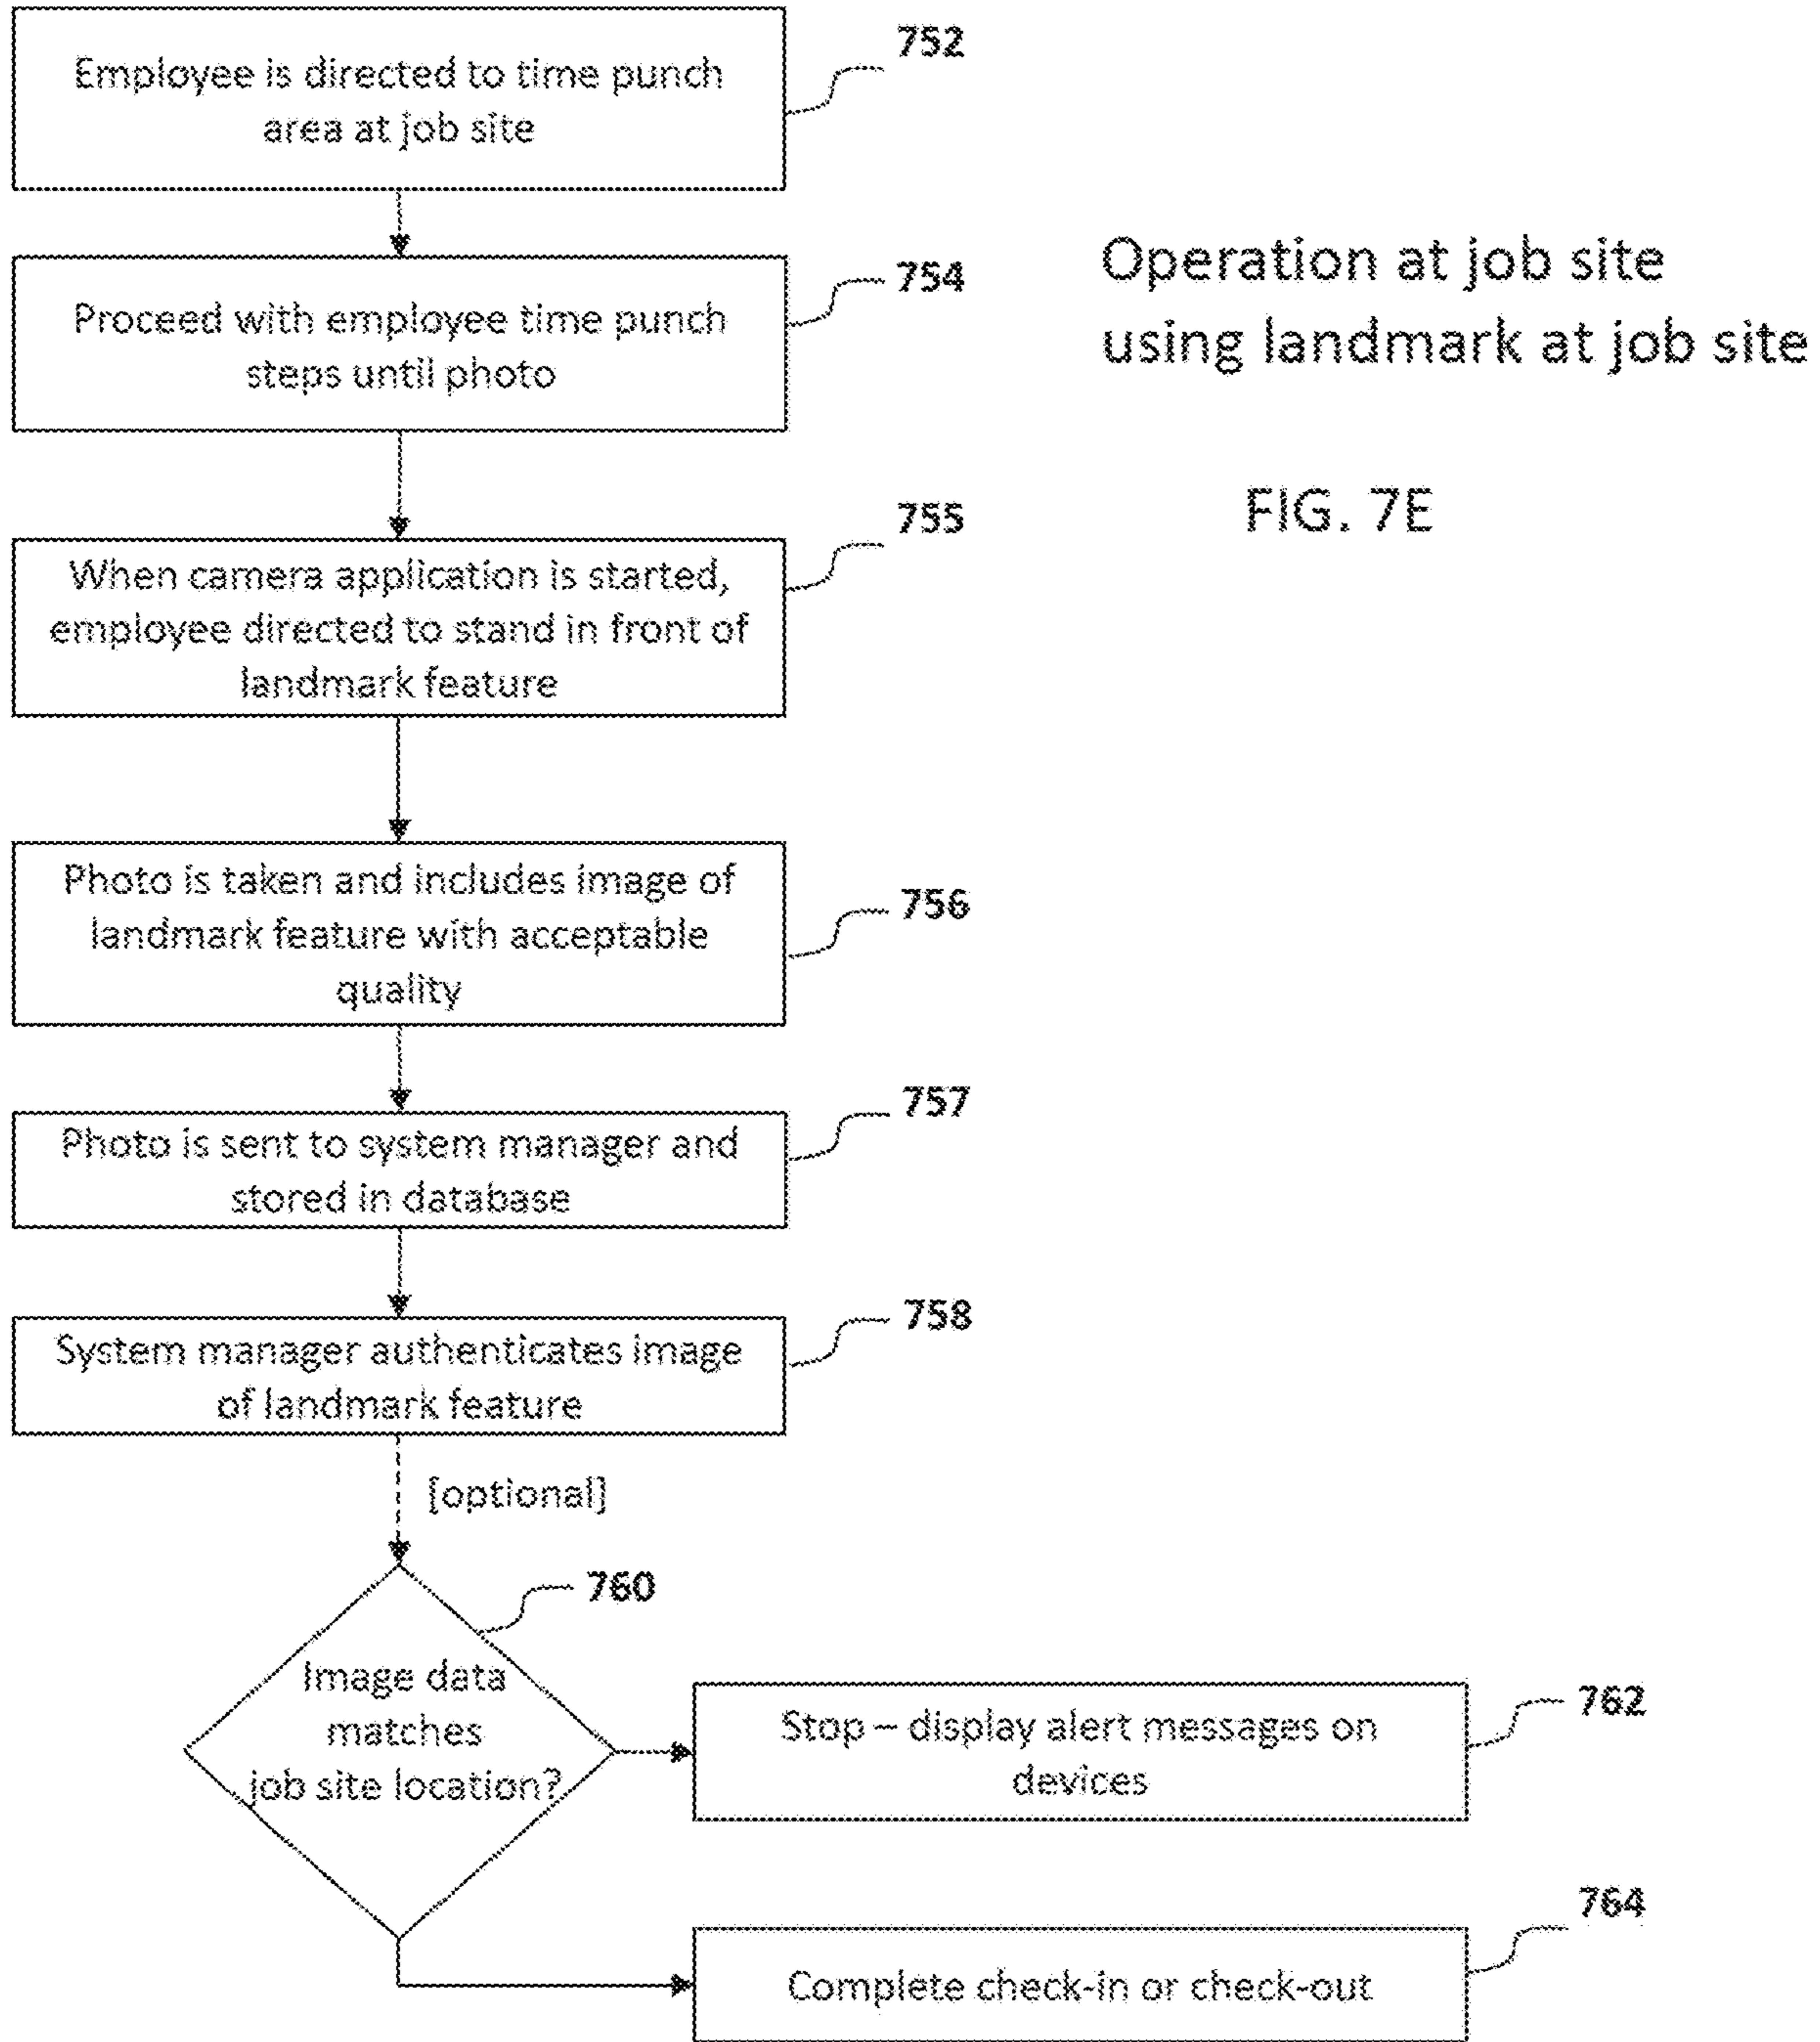 752
Employee is directed to time punch
area at job site
754
Proceed with employee time punch
steps until photo
Operation at job site
using landmark at job site
FIG. 7E
755
When camera application is started,
employee directed to stand in front of
landmark feature
756
Photo is taken and includes image of
landmark feature with acceptable
quality
757
Photo is sent to system manager and
stored in database
758
System manager authenticates image
of landmark feature
[optional]
760
Image data
matches
job site location?
762
Stop – display alert messages on
devices
764
Complete check-in or check-out